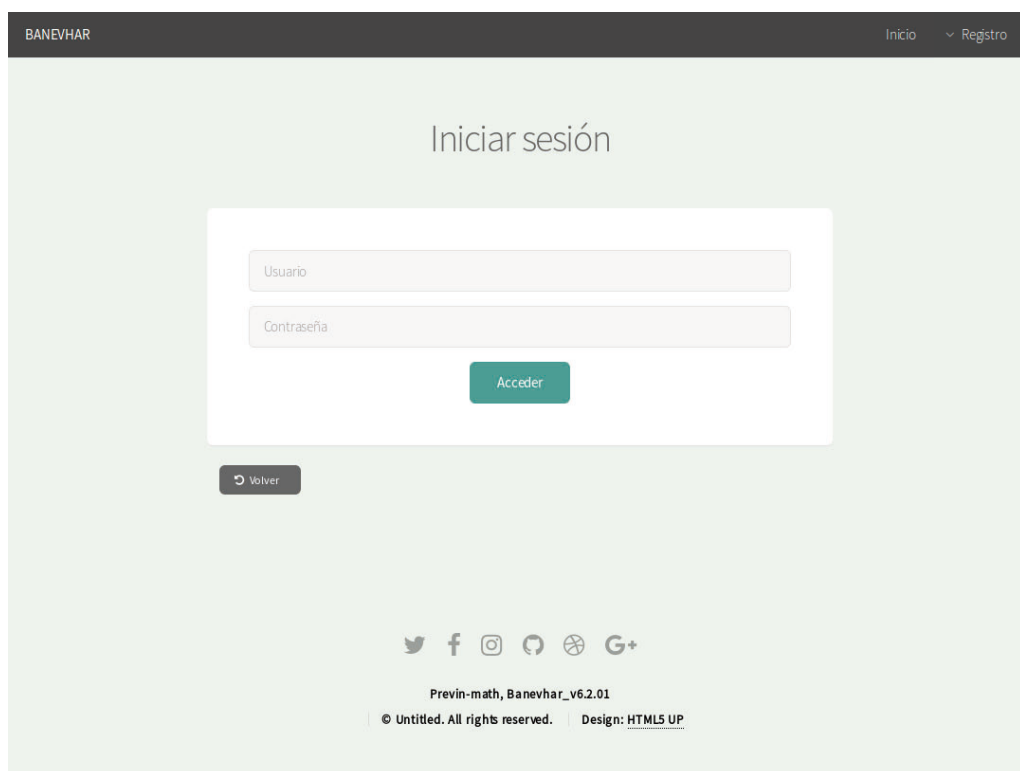 BANEVHAR Inicio Registro
Iniciar sesión
Usuario
Contraseña
Acceder
Volver
Previn-math, Banevhar_v6.2.01
© Untitled. All rights reserved. Design: HTML5 UP